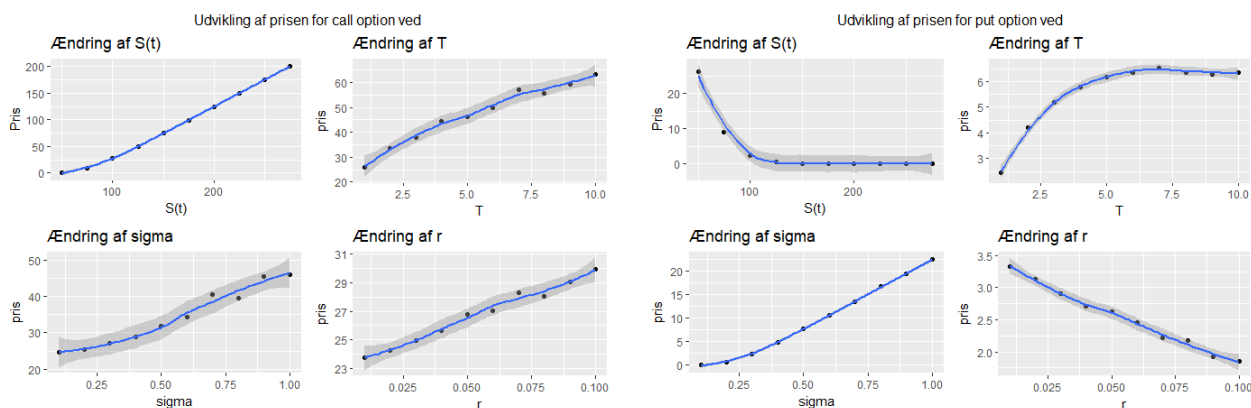 Udvikling af prisen for call option ved
Ændring af S(t)
Pris
200
150
100
50
0
100
200
S(t)
Ændring af T
pris
60
50
40
30
20
2.5
5.0
7.5
10.0
T
Ændring af sigma
pris
50
40
30
20
0.25
0.50
0.75
1.00
sigma
Ændring af r
pris
31
29
27
25
23
0.025
0.050
0.075
0.100
r
Udvikling af prisen for put option ved
Ændring af S(t)
Pris
20
10
0
100
200
S(t)
Ændring af T
pris
6
5
4
3
2.5
5.0
7.5
10.0
T
Ændring af sigma
pris
20
15
10
5
0
0.25
0.50
0.75
1.00
sigma
Ændring af r
pris
3.5
3.0
2.5
2.0
0.025
0.050
0.075
0.100
r